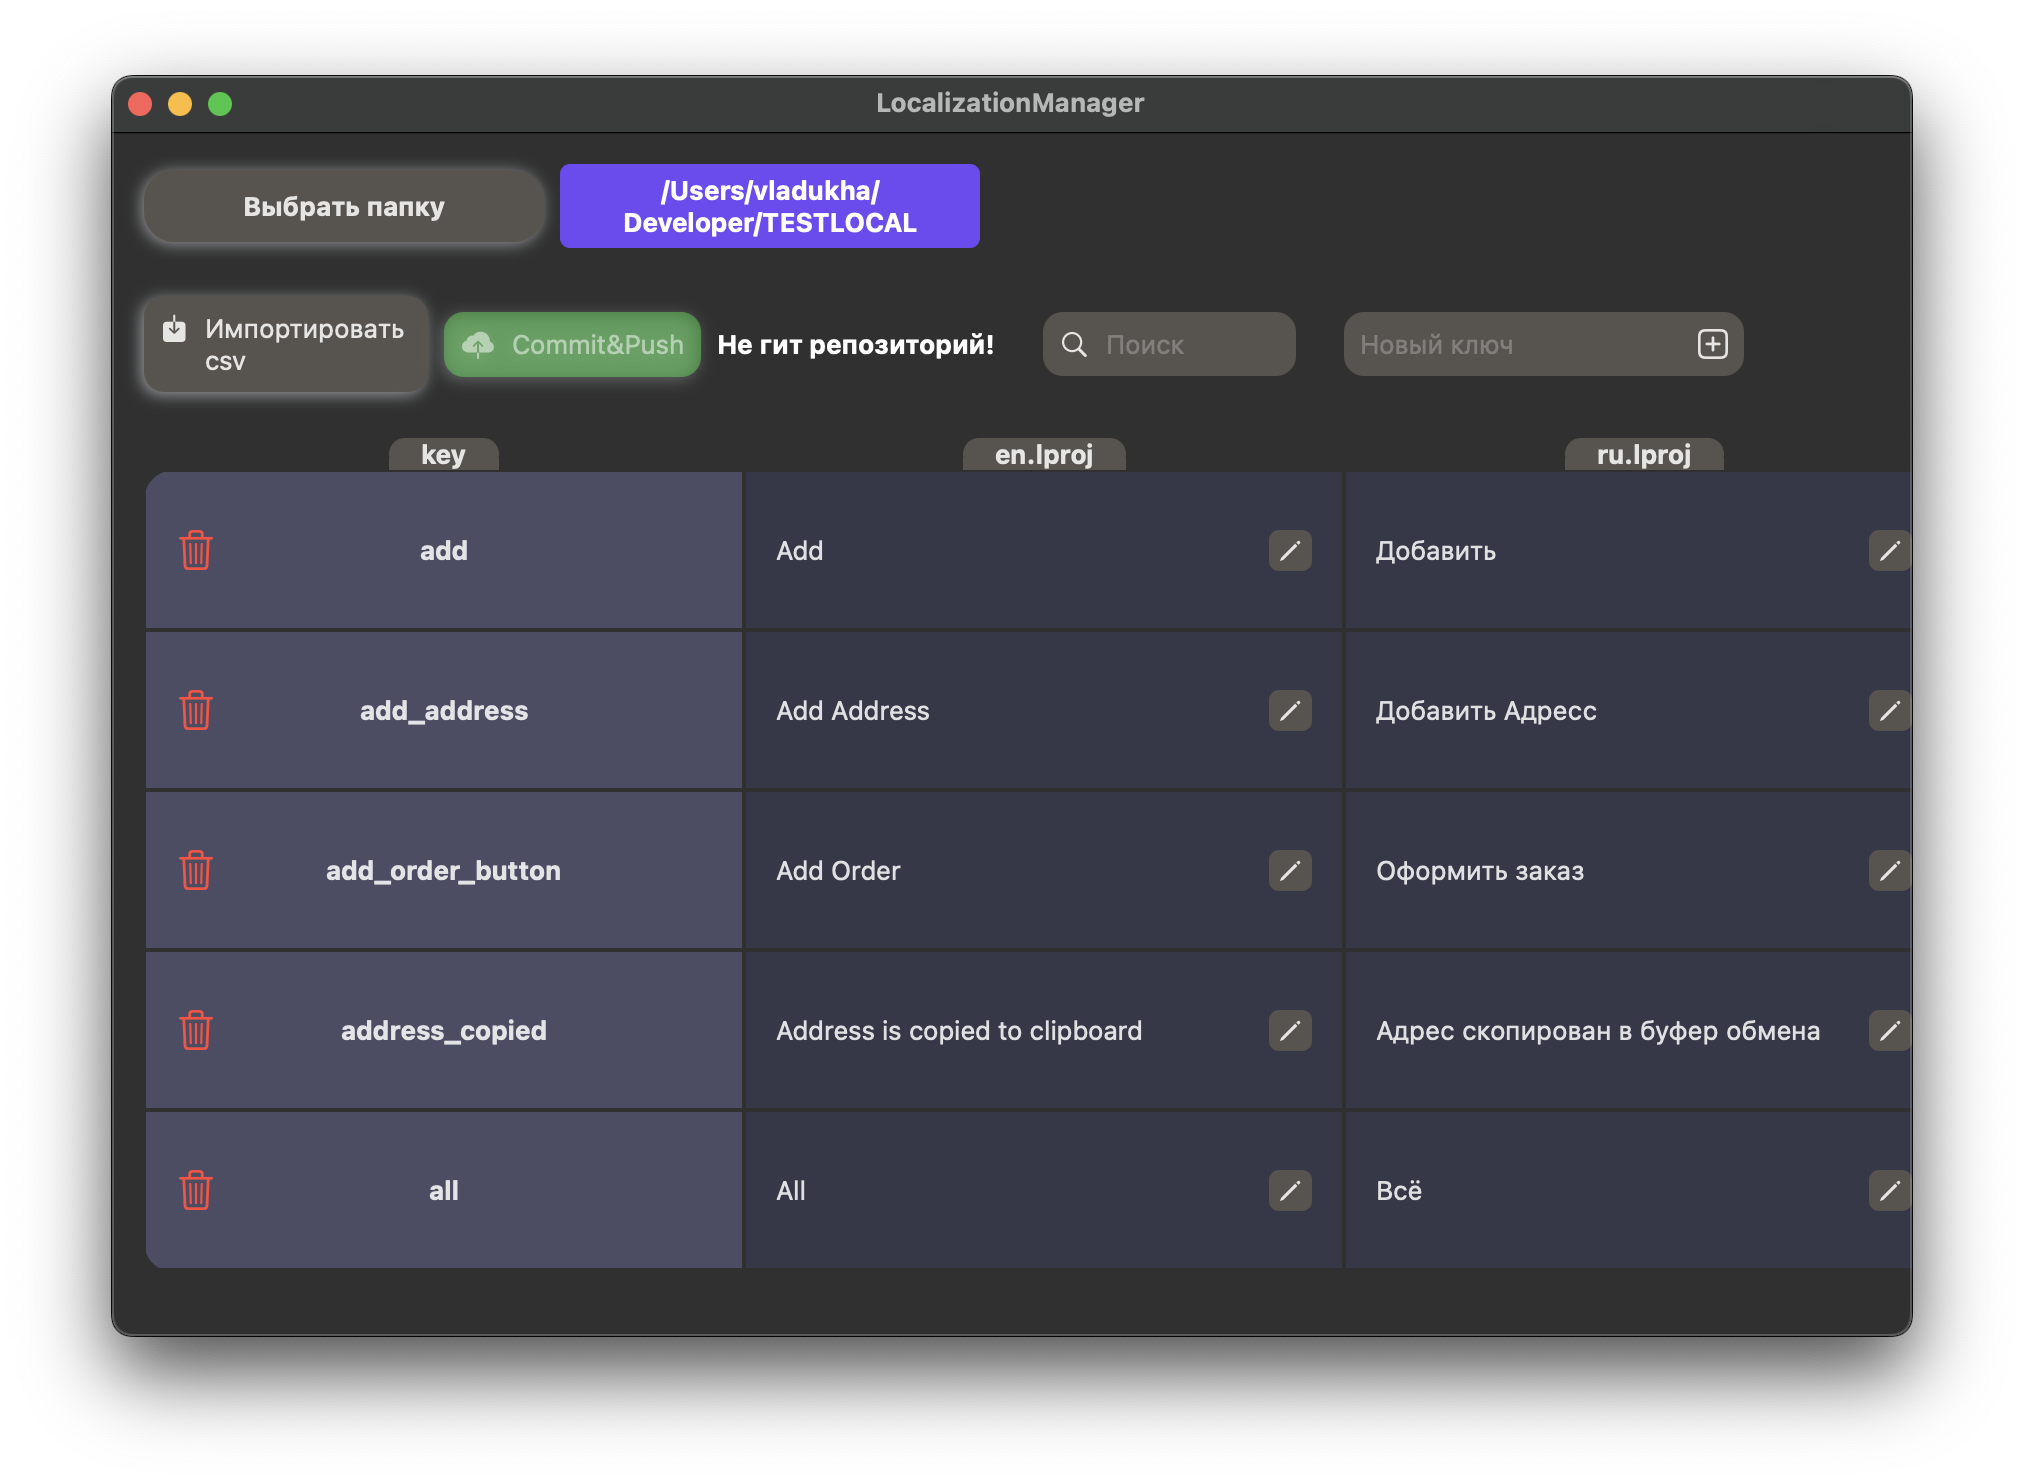 LocalizationManager
Выбрать папку
/Users/vladukha/
Developer/TESTLOCAL
Импортировать
csv
Commit&Push
Не гит репозиторий!
Поиск
Новый ключ
key
en.lproj
ru.lproj
add
Add
Добавить
add_address
Add Address
Добавить Адресс
add_order_button
Add Order
Оформить заказ
address_copied
Address is copied to clipboard
Адрес скопирован в буфер обмена
all
All
Всё